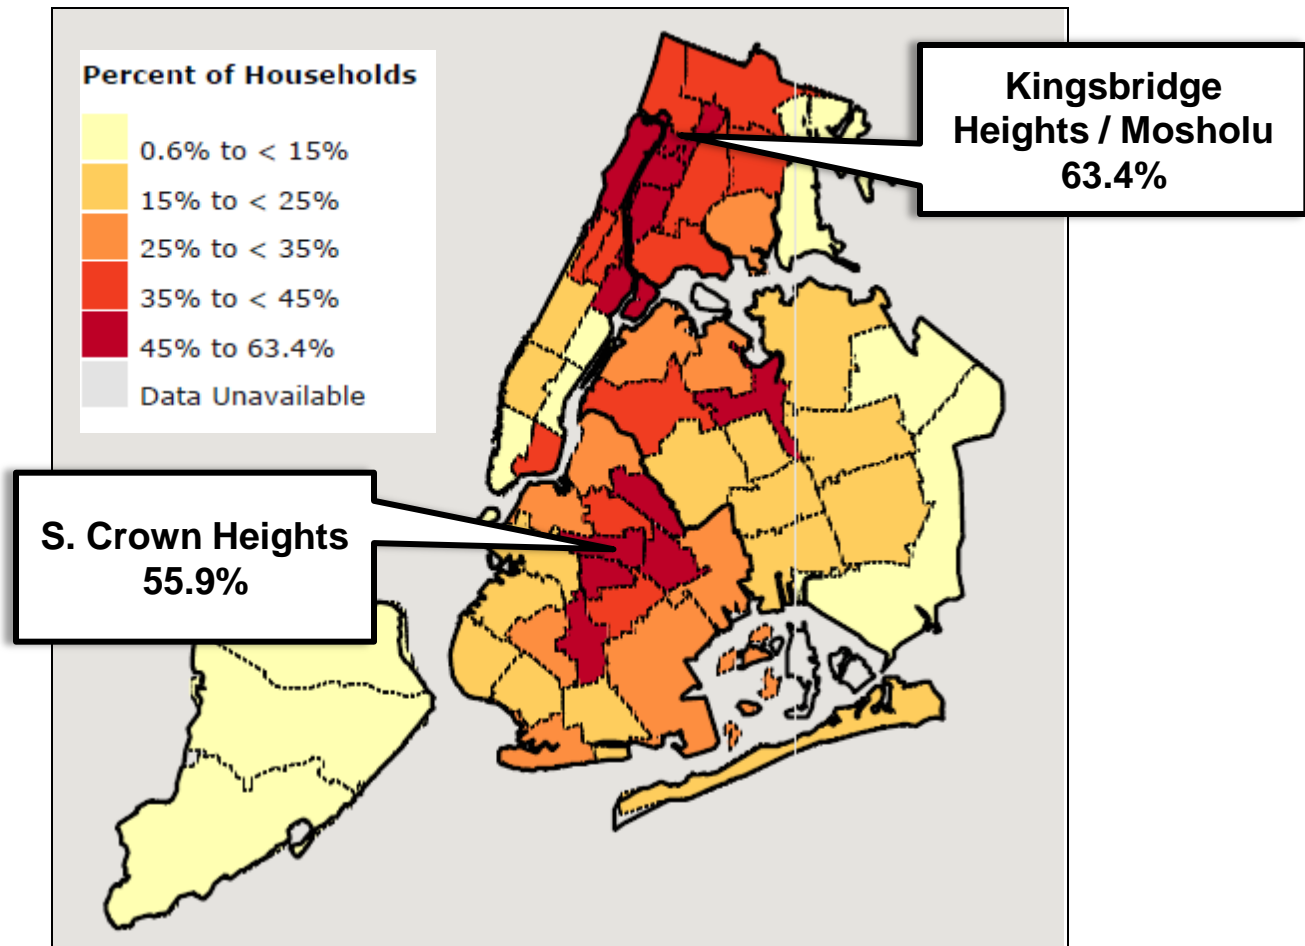 Percent of Households
0.6% to < 15%
15% to < 25%
25% to < 35%
35% to < 45%
45% to 63.4%
Data Unavailable
Kingsbridge
Heights / Mosholu
63.4%
S. Crown Heights
55.9%